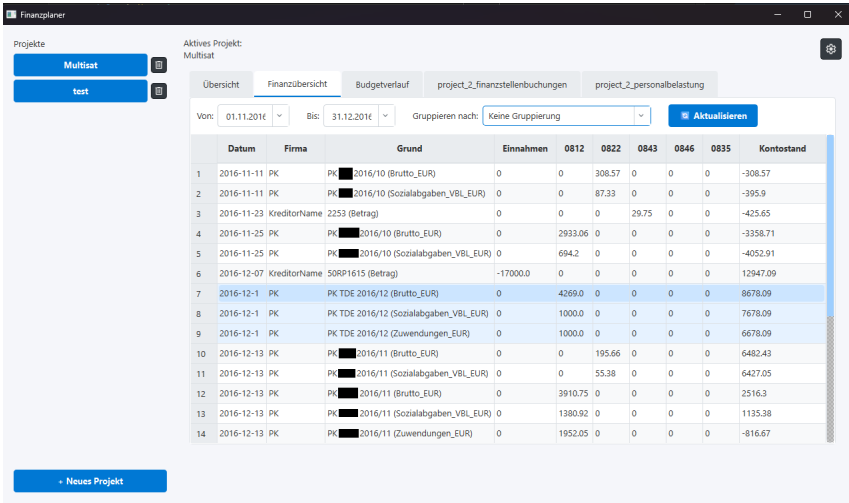 Finanzplaner
Projekte
Multisat
test
+ Neues Projekt
Aktives Projekt:
Multisat
Übersicht Finanzübersicht Budgetverlauf project_2_finanzstellenbuchungen project_2_personalbelastung
Von: 01.11.2016 Bis: 31.12.2016 Gruppieren nach: Keine Gruppierung Aktualisieren
Datum Firma Grund Einnahmen 0812 0822 0843 0846 0835 Kontostand
1 2016-11-11 PK PK 2016/10 (Brutto_EUR) 0 0 308.57 0 0 0 -308.57
2 2016-11-11 PK PK 2016/10 (Sozialabgaben_VBL_EUR) 0 0 87.33 0 0 0 -395.9
3 2016-11-23 KreditorName 2253 (Betrag) 0 0 0 29.75 0 0 -425.65
4 2016-11-25 PK PK 2016/10 (Brutto_EUR) 0 2933.06 0 0 0 0 -3358.71
5 2016-11-25 PK PK 2016/10 (Sozialabgaben_VBL_EUR) 0 694.2 0 0 0 0 -4052.91
6 2016-12-07 KreditorName 50RP1615 (Betrag) -17000.0 0 0 0 0 0 12947.09
7 2016-12-1 PK PK TDE 2016/12 (Brutto_EUR) 4269.0 0 0 0 0 8678.09
8 2016-12-1 PK PK TDE 2016/12 (Sozialabgaben_VBL_EUR) 1000.0 0 0 0 0 7678.09
9 2016-12-1 PK PK TDE 2016/12 (Zuwendungen_EUR) 1000.0 0 0 0 0 6678.09
10 2016-12-13 PK PK 2016/11 (Brutto_EUR) 0 0 195.66 0 0 0 6482.43
11 2016-12-13 PK PK 2016/11 (Sozialabgaben_VBL_EUR) 0 0 55.38 0 0 0 6427.05
12 2016-12-13 PK PK 2016/11 (Brutto_EUR) 0 3910.75 0 0 0 0 2516.3
13 2016-12-13 PK PK 2016/11 (Sozialabgaben_VBL_EUR) 0 1380.92 0 0 0 0 1135.38
14 2016-12-13 PK PK 2016/11 (Zuwendungen_EUR) 0 1952.05 0 0 0 0 -816.67